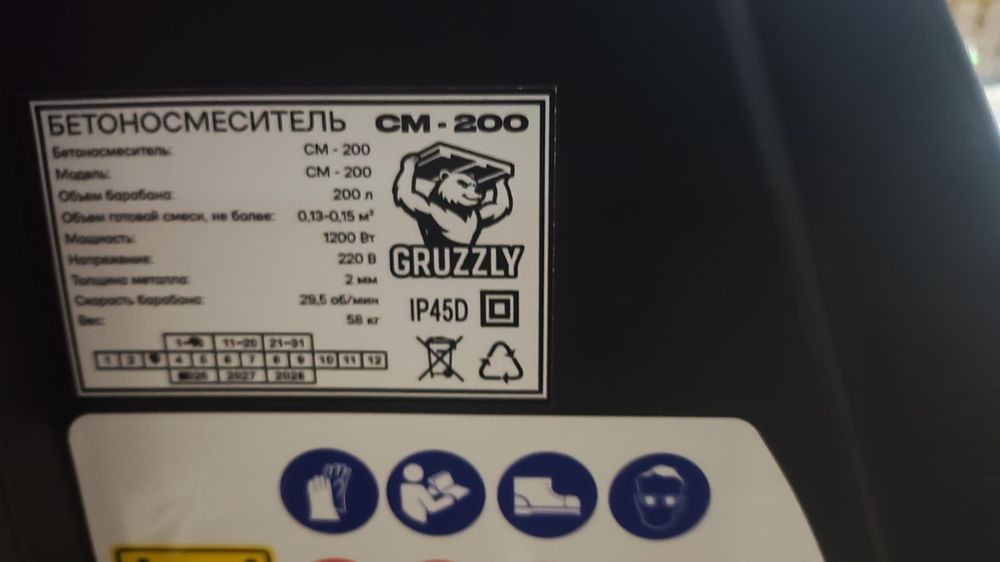 БЕТОНОСМЕСИТЕЛЬ СМ - 200
Бетоносмеситель: СМ - 200
Модель: СМ - 200
Объем барабана: 200 л
Объем готовой смеси, не более: 0,13-0,15 м³
Мощность: 1200 Вт
Напряжение: 220 В
Толщина металла: 2 мм
Скорость барабана: 29,5 об/мин
Вес: 58 кг
GRUZZLY
IP45D
11-20 21-31
1 2 4 5 6 7 8 9 10 11 12
2027 2028